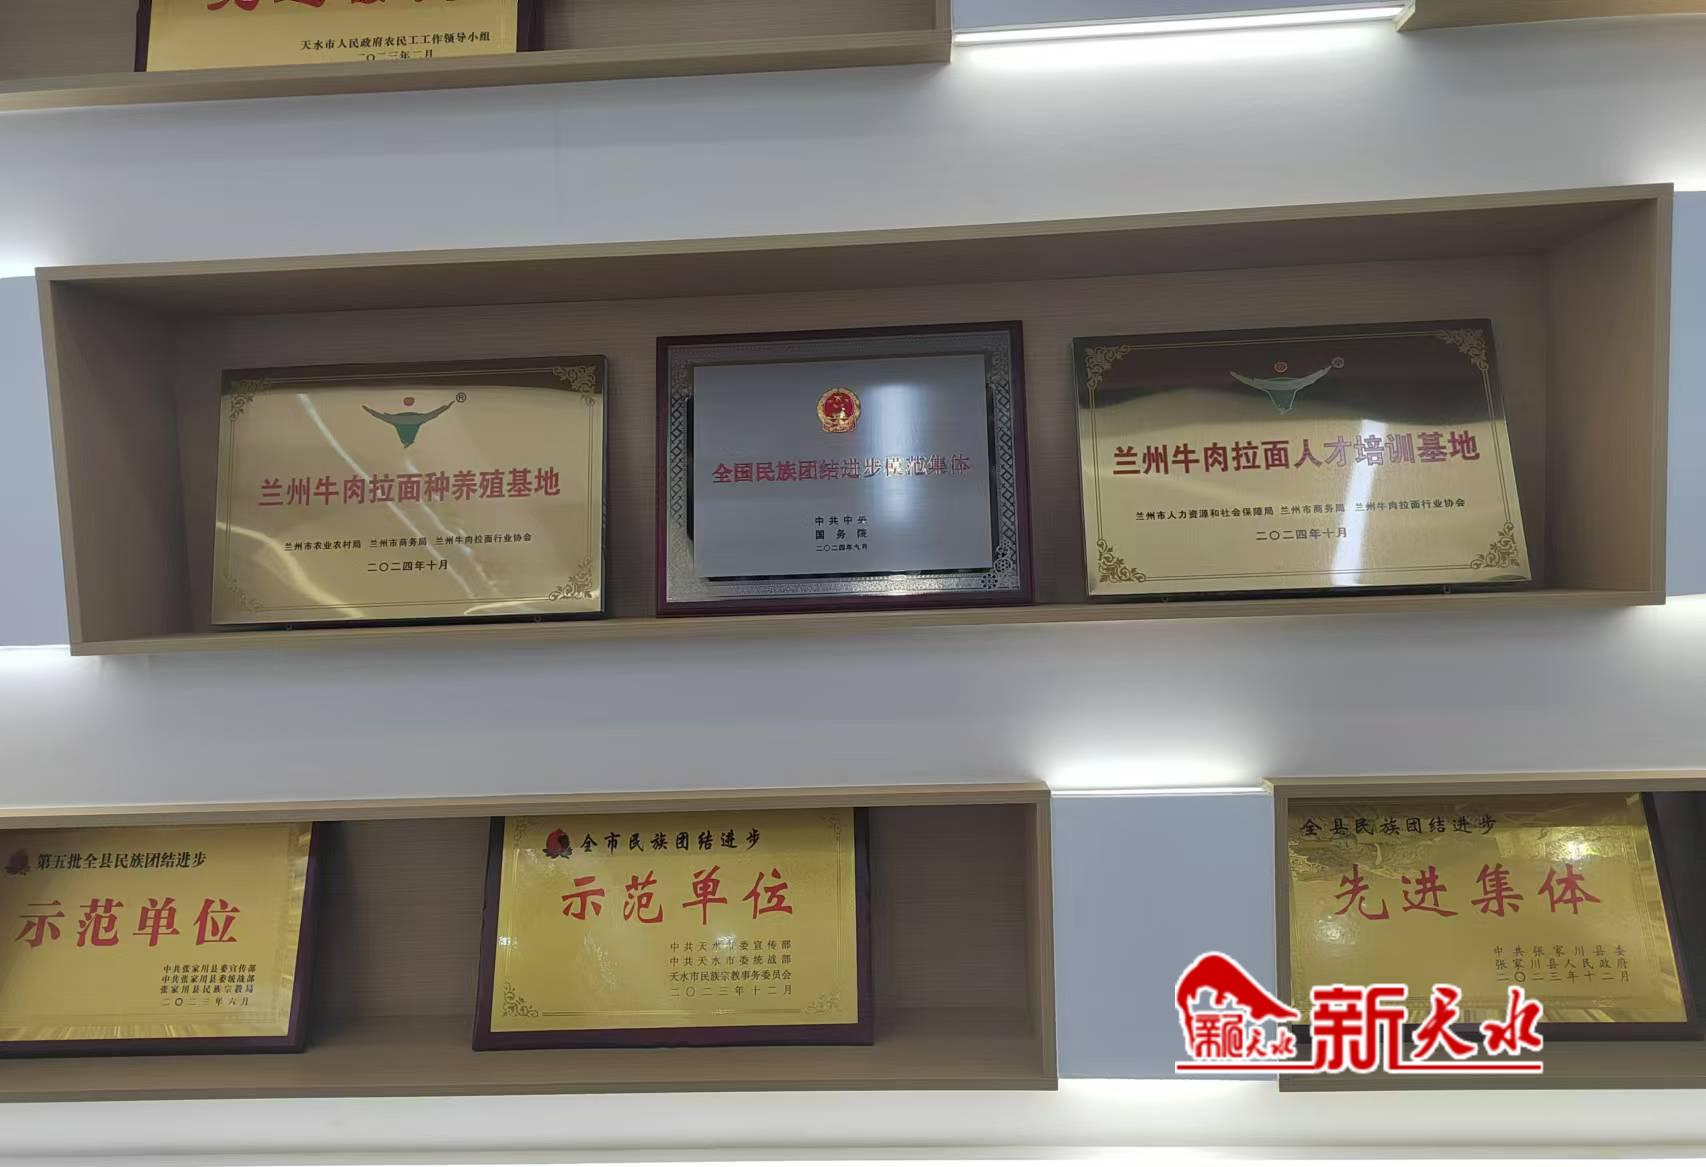 天水市人民政府农民工工作领导小组
二〇二三年二月
®
兰州牛肉拉面种养殖基地
兰州市农业农村局 兰州市商务局 兰州牛肉拉面行业协会
二〇二四年十月
全国民族团结进步模范集体
中共中央
国务院
二〇二四年九月
®
兰州牛肉拉面人才培训基地
兰州市人力资源和社会保障局 兰州市商务局 兰州牛肉拉面行业协会
二〇二四年十月
第五批全县民族团结进步
示范单位
中共张家川县委宣传部
中共张家川县委统战部
张家川县民族宗教局
二〇二三年六月
全市民族团结进步
示范单位
中共天水市委宣传部
中共天水市委统战部
天水市民族宗教事务委员会
二〇二三年十二月
全县民族团结进步
先进集体
中共张家川县委
张家川县人民政府
二〇二三年十二月
天水 新天水